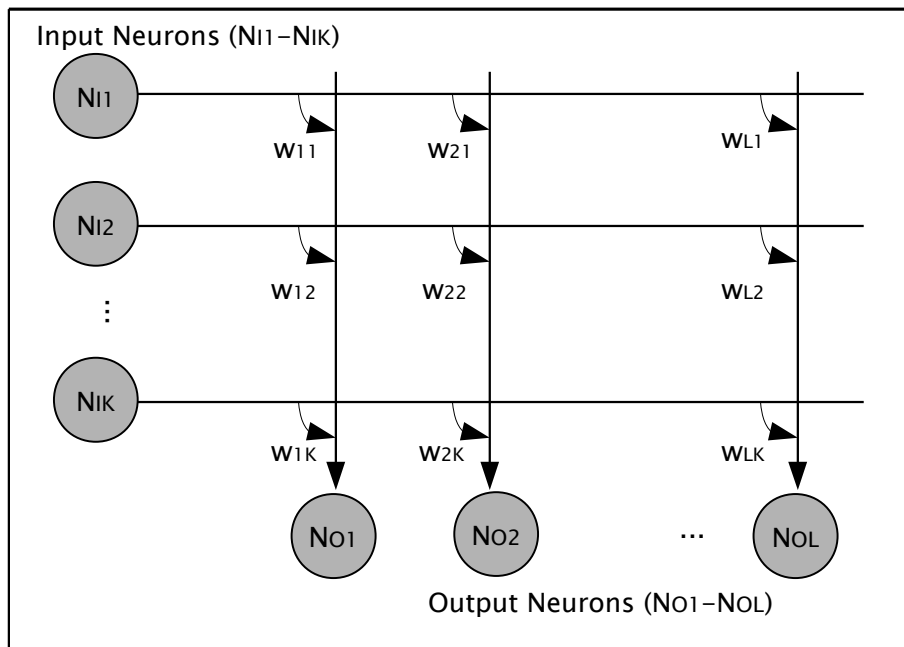 Input Neurons (NI1–NIK)
NI1
w11 w21 wL1
NI2
w12 w22 wL2
⋮
NIK
w1K w2K wLK
NO1 NO2 ... NOL
Output Neurons (NO1–NOL)